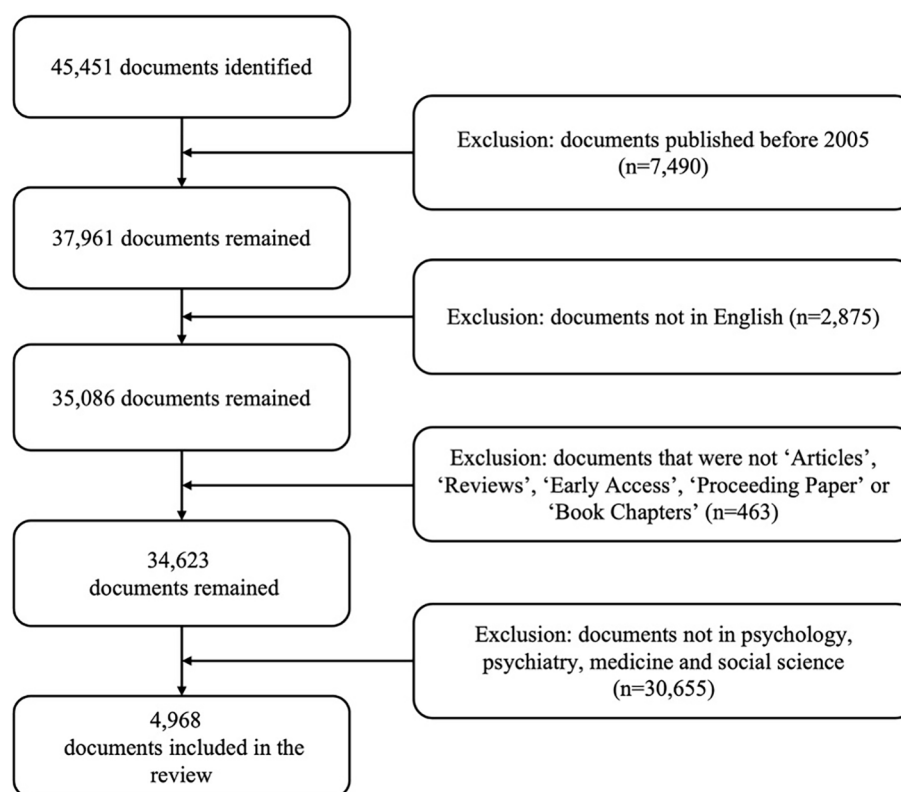 45,451 documents identified
Exclusion: documents published before 2005
(n=7,490)
37,961 documents remained
Exclusion: documents not in English (n=2,875)
35,086 documents remained
Exclusion: documents that were not ‘Articles’,
‘Reviews’, ‘Early Access’, ‘Proceeding Paper’ or
‘Book Chapters’ (n=463)
34,623
documents remained
Exclusion: documents not in psychology,
psychiatry, medicine and social science
(n=30,655)
4,968
documents included in the
review